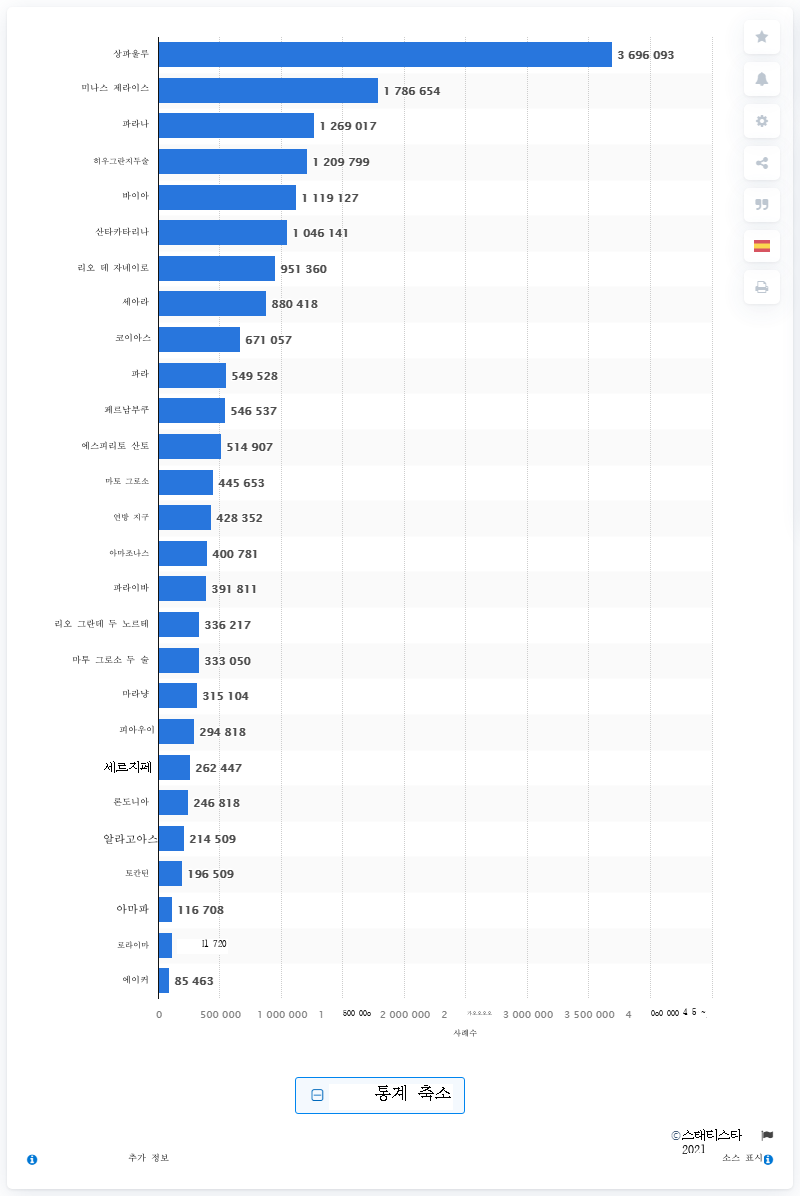 상파울루 3 696 093
미나스 제라이스 1 786 654
파라나 1 269 017
히우그란지두술 1 209 799
바이아 1 119 127
산타카타리나 1 046 141
리오 데 자네이로 951 360
세아라 880 418
코이아스 671 057
파라 549 528
페르남부쿠 546 537
에스피리토 산토 514 907
마토 그로소 445 653
연방 지구 428 352
아마조나스 400 781
파라이바 391 811
리오 그란데 두 노르테 336 217
마투 그로소 두 술 333 050
마라냥 315 104
피아우이 294 818
세르지페 262 447
론도니아 246 818
알라고아스 214 509
토칸틴 196 509
아마파 116 708
로라이마 11 720
에이커 85 463
0 500 000 1 000 000 1 500 00o 2 000 000 2 3 000 000 3 500 000 4 0o0 000 4 5 ~
사례수
통계 축소
©스태티스타
2021
추가 정보 소스 표시